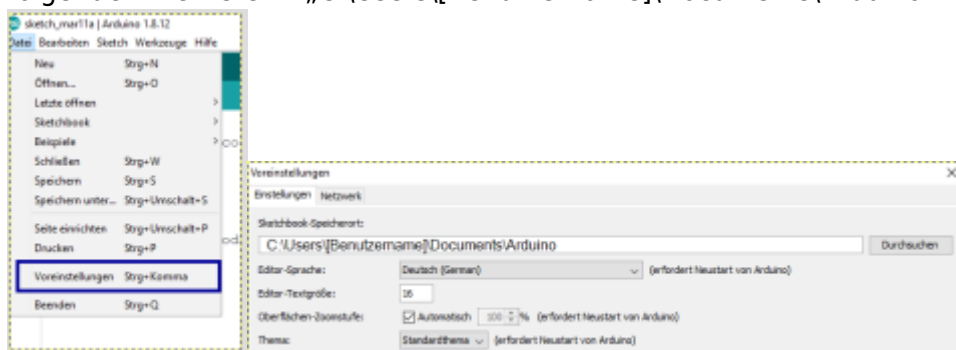 sketch_mar11a | Arduino 1.8.12
Datei Bearbeiten Sketch Werkzeuge Hilfe
Neu Strg+N
Öffnen... Strg+O
Letzte öffnen >
Sketchbook >
Beispiele >
Schließen Strg+W
Speichern Strg+S
Speichern unter... Strg+Umschalt+S
Seite einrichten Strg+Umschalt+P
Drucken Strg+P
Voreinstellungen Strg+Komma
Beenden Strg+Q
Voreinstellungen
Einstellungen Netzwerk
Sketchbook-Speicherort:
C:\Users\[Benutzername]\Documents\Arduino Durchsuchen
Editor-Sprache: Deutsch (German) (erfordert Neustart von Arduino)
Editor-Textgröße: 16
Oberflächen-Zoomstufe: Automatisch 100 % (erfordert Neustart von Arduino)
Thema: Standardthema (erfordert Neustart von Arduino)